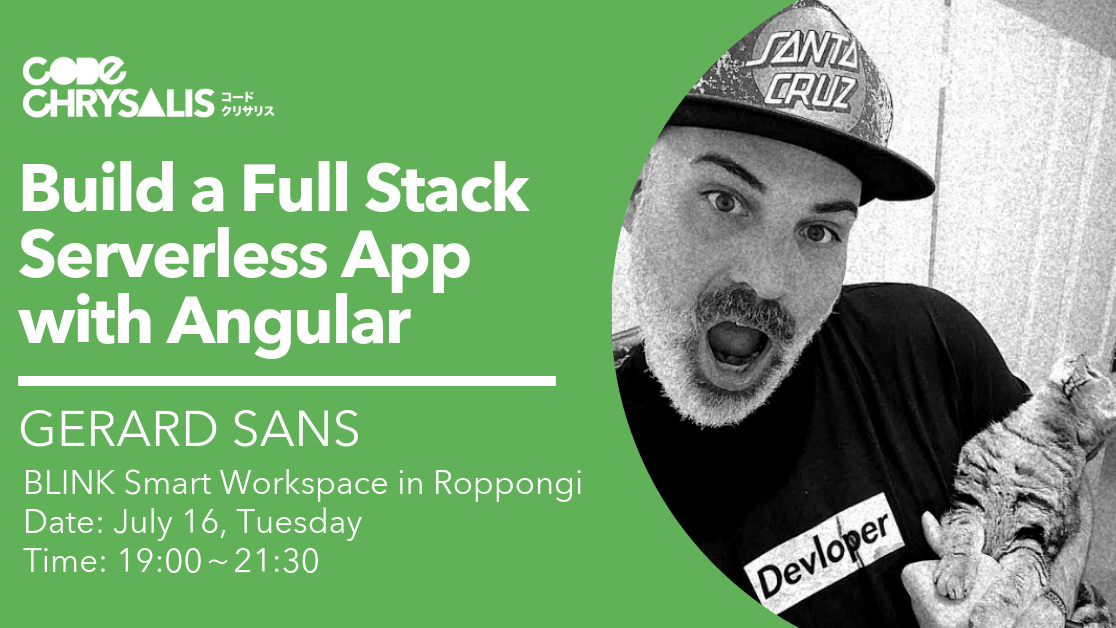 CODE
CHRYSALIS
コード
クリサリス
Build a Full Stack
Serverless App
with Angular
GERARD SANS
BLINK Smart Workspace in Roppongi
Date: July 16, Tuesday
Time: 19:00～21:30
SANTA
CRUZ
Devloper